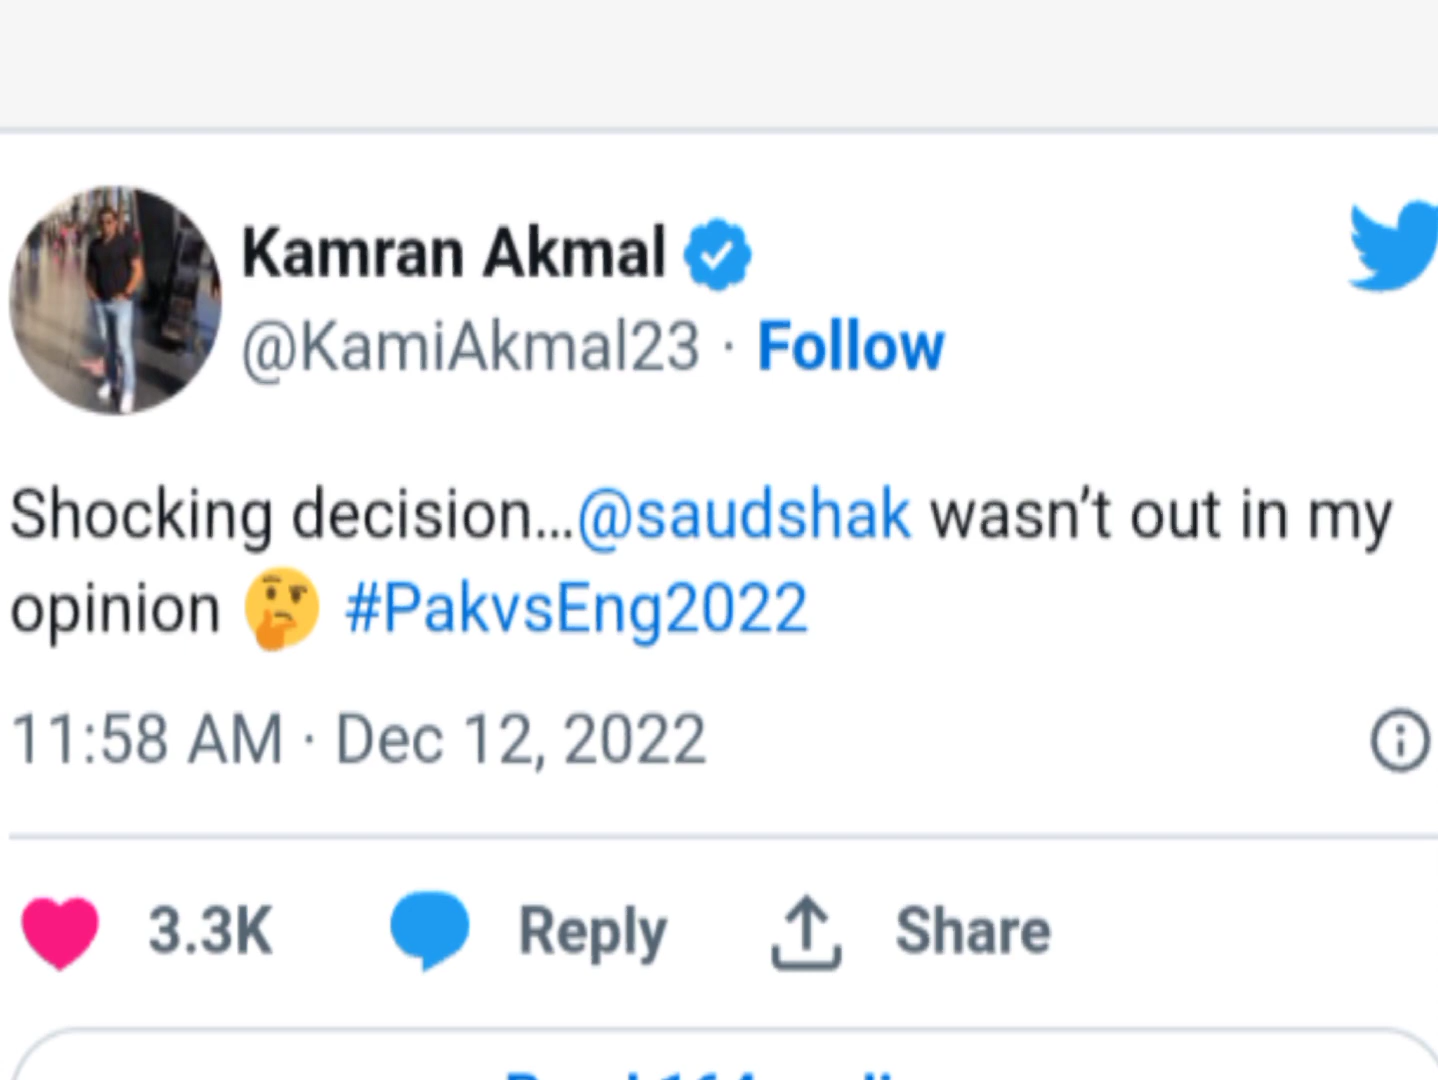 Kamran Akmal
@KamiAkmal23 · Follow
Shocking decision...@saudshak wasn’t out in my
opinion 🤔 #PakvsEng2022
11:58 AM · Dec 12, 2022
3.3K Reply Share